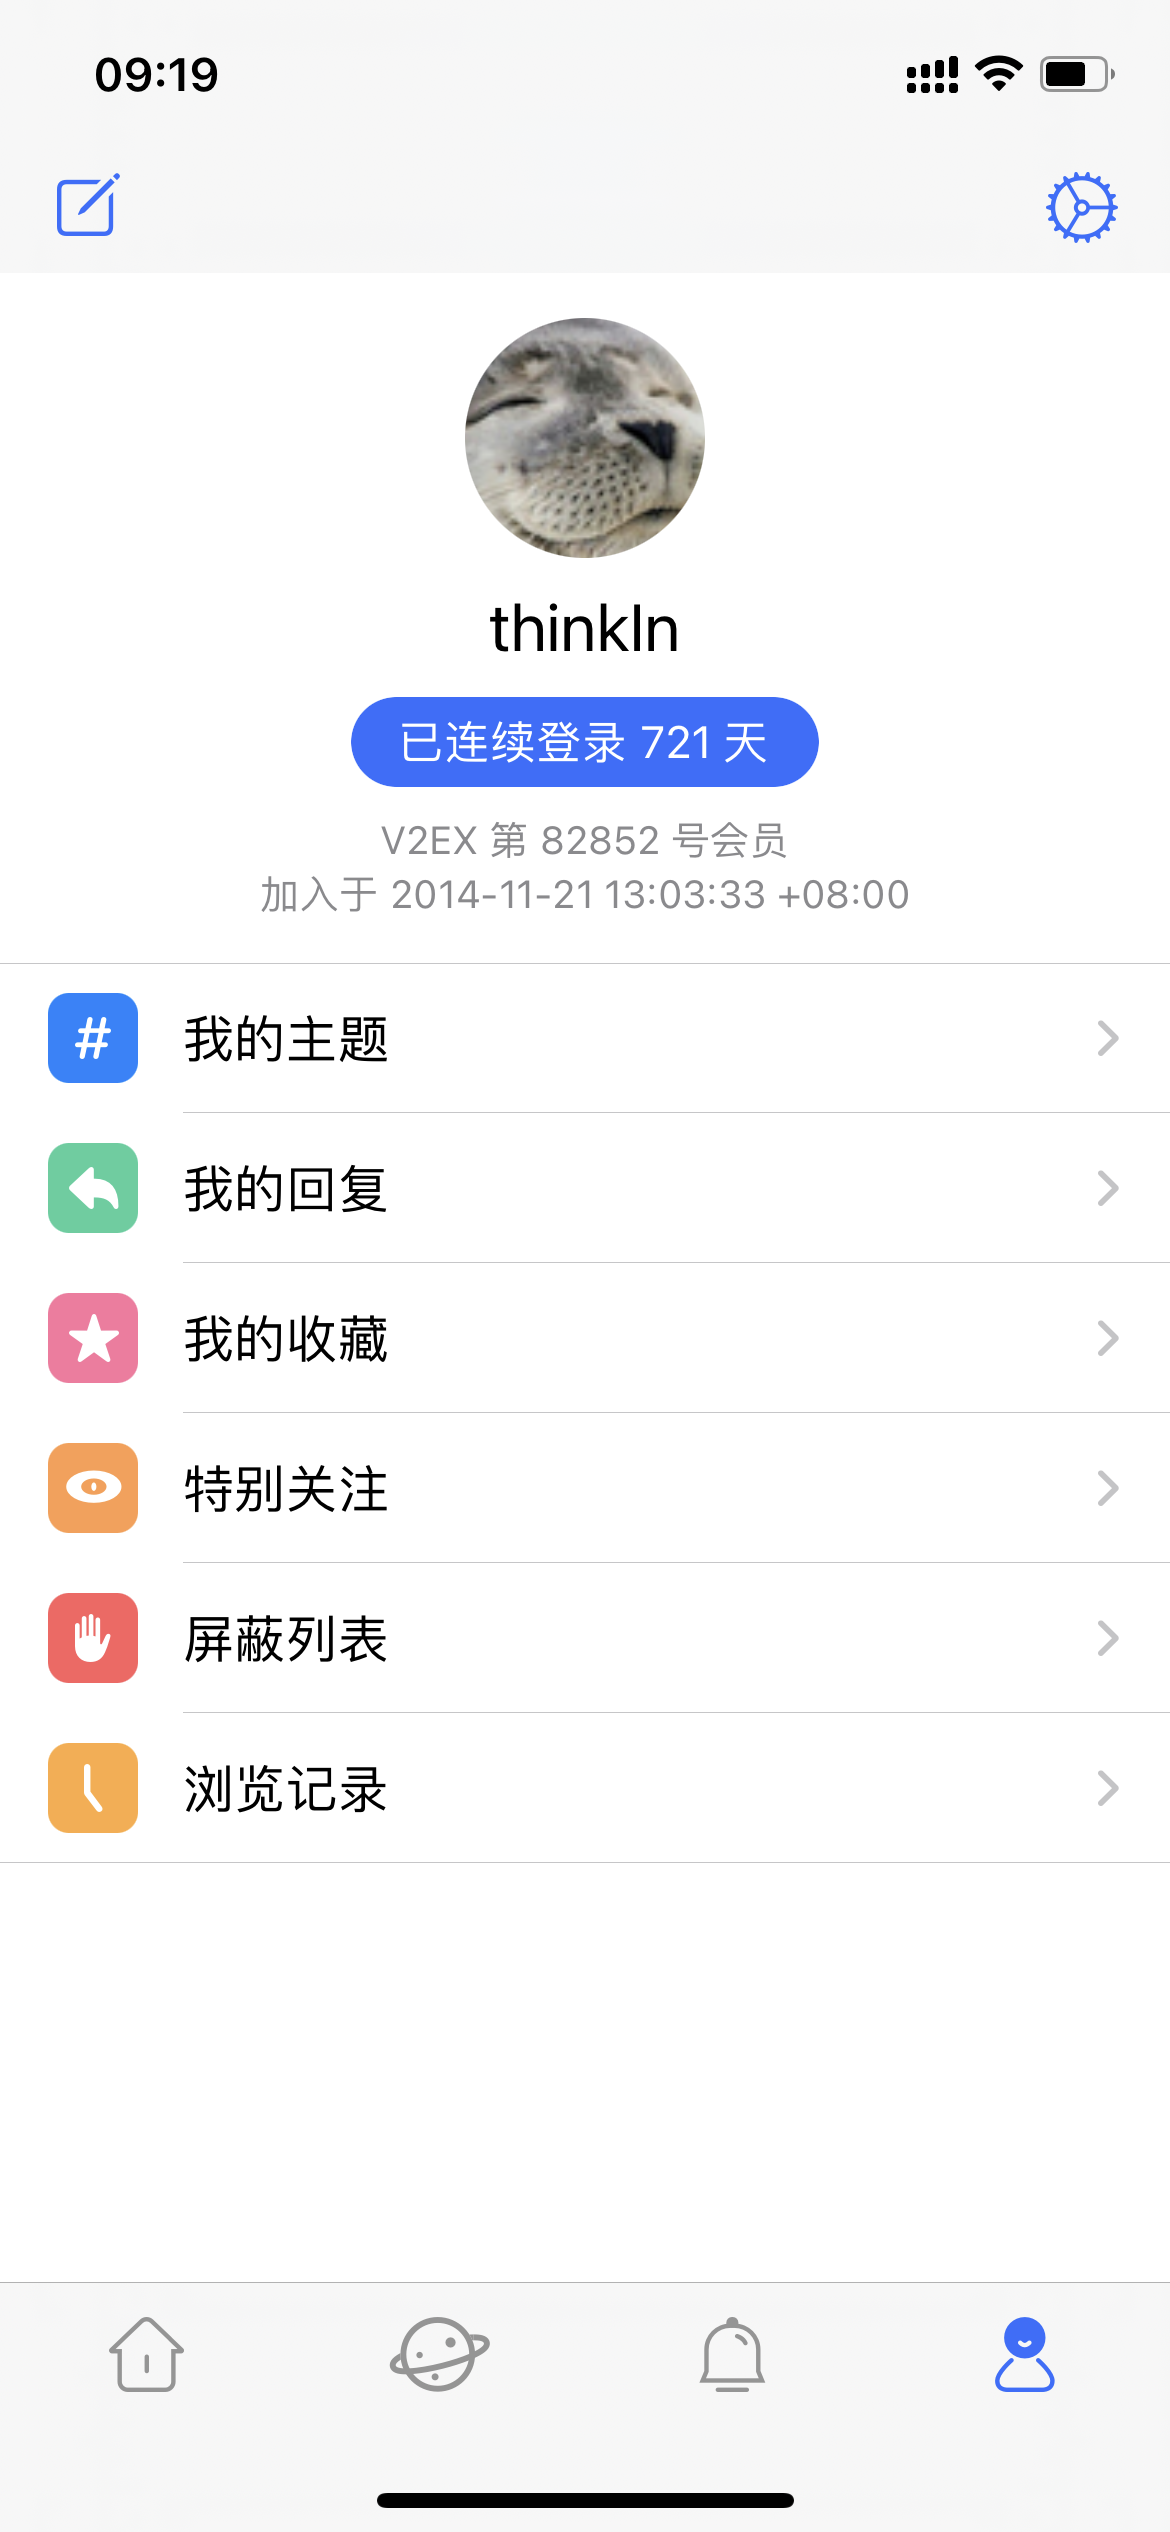 09:19
thinkIn
已连续登录 721 天
V2EX 第 82852 号会员
加入于 2014-11-21 13:03:33 +08:00
我的主题
我的回复
我的收藏
特别关注
屏蔽列表
浏览记录